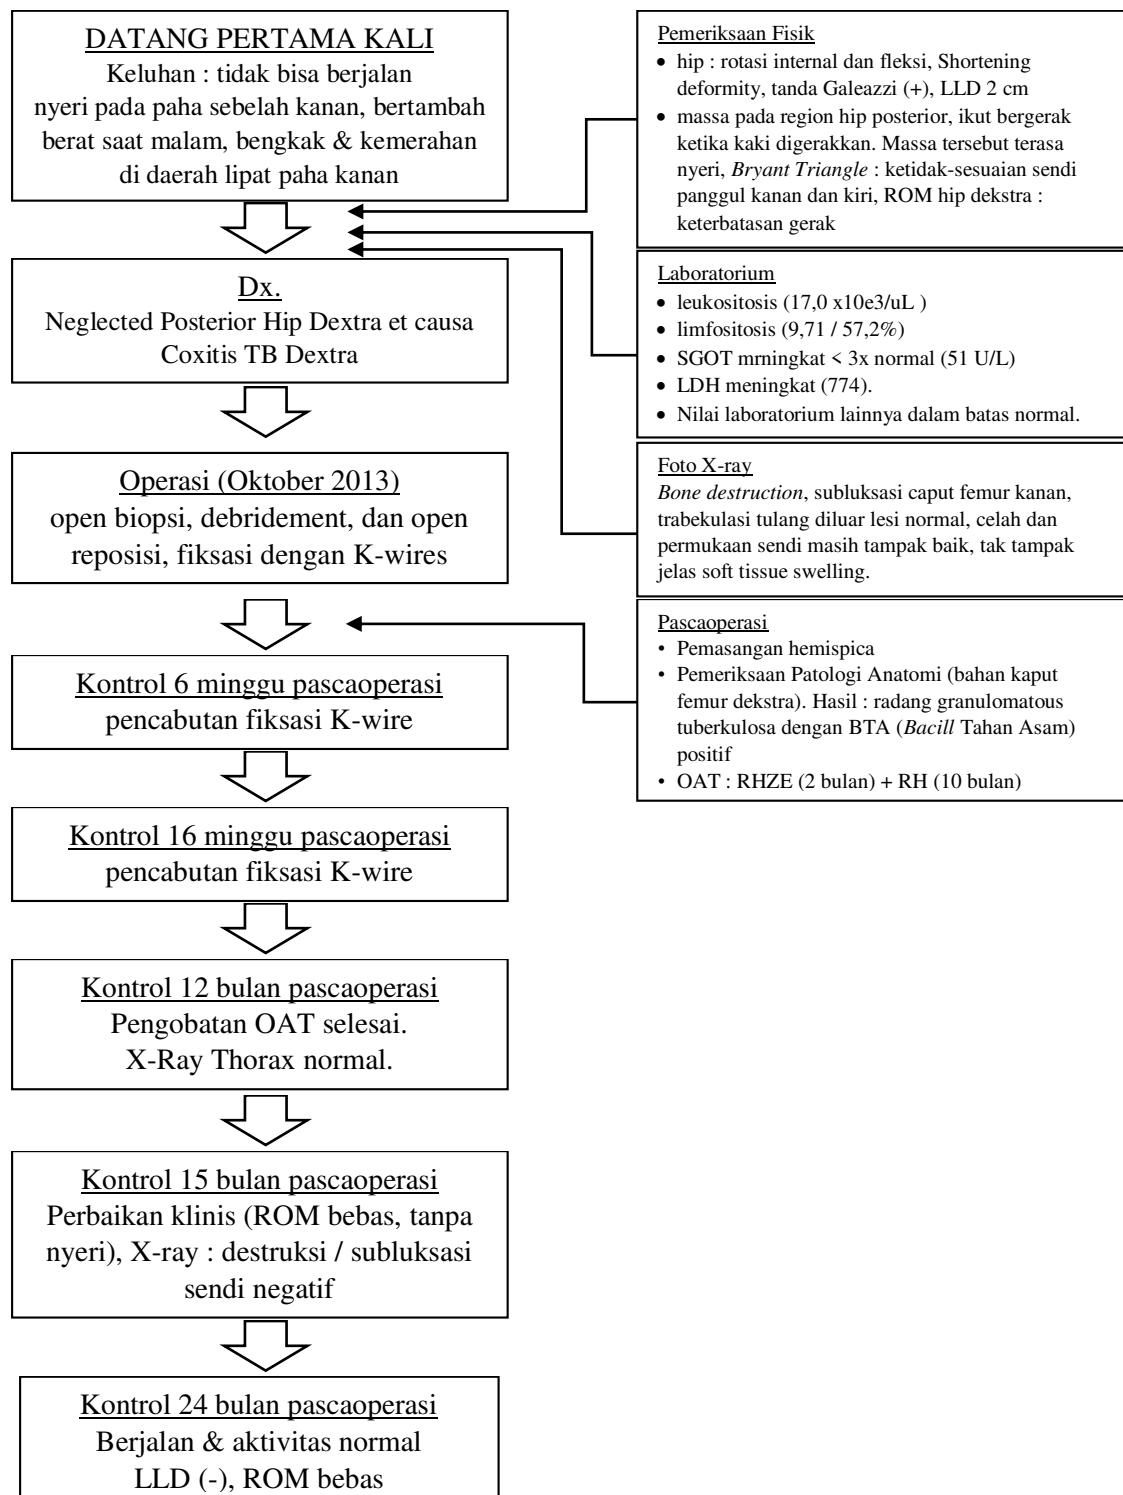 DATANG PERTAMA KALI
Keluhan : tidak bisa berjalan
nyeri pada paha sebelah kanan, bertambah
berat saat malam, bengkak & kemerahan
di daerah lipat paha kanan
Pemeriksaan Fisik
• hip : rotasi internal dan fleksi, Shortening
deformity, tanda Galeazzi (+), LLD 2 cm
• massa pada region hip posterior, ikut bergerak
ketika kaki digerakkan. Massa tersebut terasa
nyeri, Bryant Triangle : ketidak-sesuaian sendi
panggul kanan dan kiri, ROM hip dekstra :
keterbatasan gerak
Dx.
Neglected Posterior Hip Dextra et causa
Coxitis TB Dextra
Laboratorium
• leukositosis (17,0 x10e3/uL )
• limfositosis (9,71 / 57,2%)
• SGOT mrningkat < 3x normal (51 U/L)
• LDH meningkat (774).
• Nilai laboratorium lainnya dalam batas normal.
Operasi (Oktober 2013)
open biopsi, debridement, dan open
reposisi, fiksasi dengan K-wires
Foto X-ray
Bone destruction, subluksasi caput femur kanan,
trabekulasi tulang diluar lesi normal, celah dan
permukaan sendi masih tampak baik, tak tampak
jelas soft tissue swelling.
Pascaoperasi
• Pemasangan hemispica
• Pemeriksaan Patologi Anatomi (bahan kaput
femur dekstra). Hasil : radang granulomatous
tuberkulosa dengan BTA (Bacill Tahan Asam)
positif
• OAT : RHZE (2 bulan) + RH (10 bulan)
Kontrol 6 minggu pascaoperasi
pencabutan fiksasi K-wire
Kontrol 16 minggu pascaoperasi
pencabutan fiksasi K-wire
Kontrol 12 bulan pascaoperasi
Pengobatan OAT selesai.
X-Ray Thorax normal.
Kontrol 15 bulan pascaoperasi
Perbaikan klinis (ROM bebas, tanpa
nyeri), X-ray : destruksi / subluksasi
sendi negatif
Kontrol 24 bulan pascaoperasi
Berjalan & aktivitas normal
LLD (-), ROM bebas